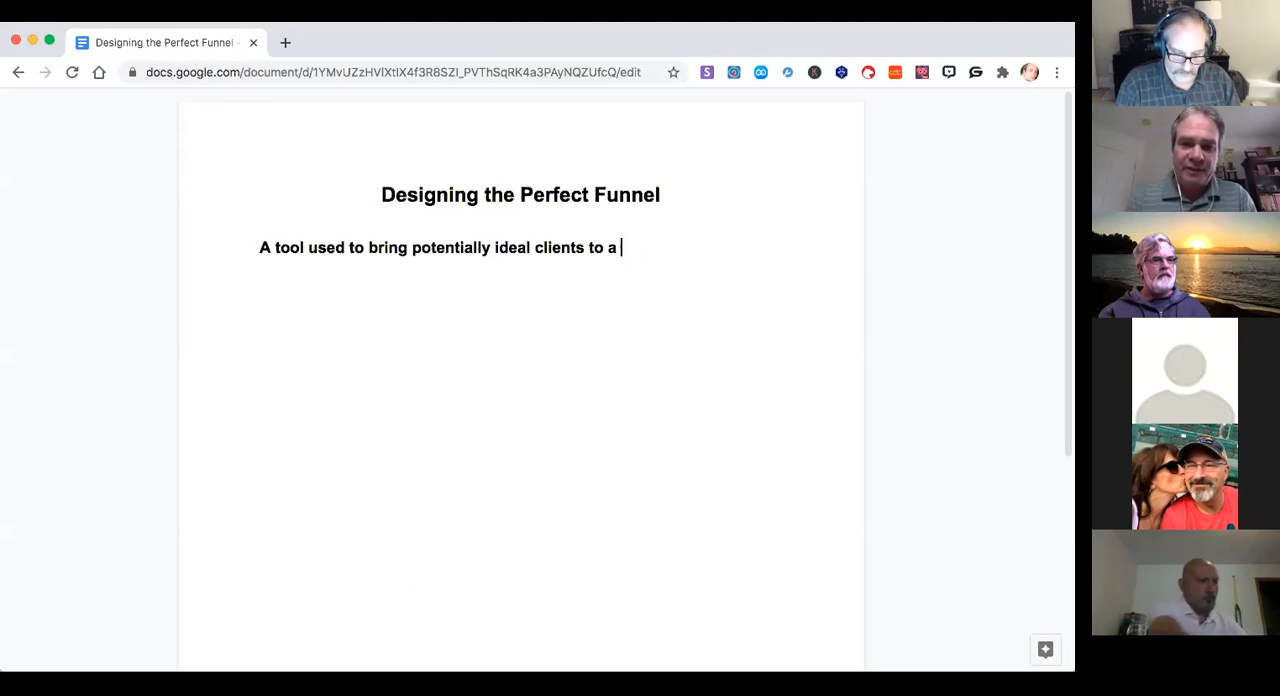 Designing the Perfect Funnel -
docs.google.com/document/d/1YMvUZzHVlXtIX4f3R8SZI_PVThSqRK4a3PAyNQZUfcQ/edit
Designing the Perfect Funnel
A tool used to bring potentially ideal clients to a